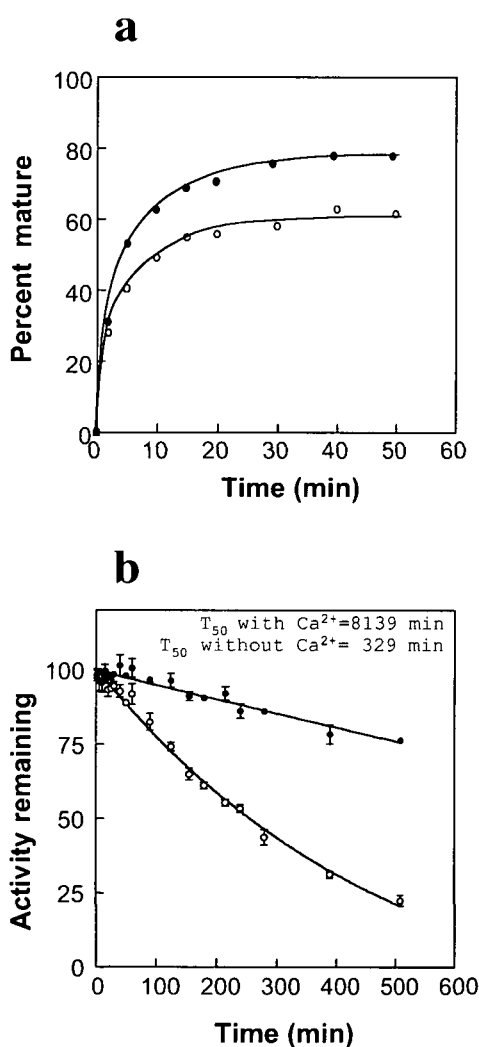 a
100
80
60
40
20
0
Percent mature
0 10 20 30 40 50 60
Time (min)
b
T50 with Ca2+=8139 min
T50 without Ca2+= 329 min
100
75
50
25
0
Activity remaining
0 100 200 300 400 500 600
Time (min)